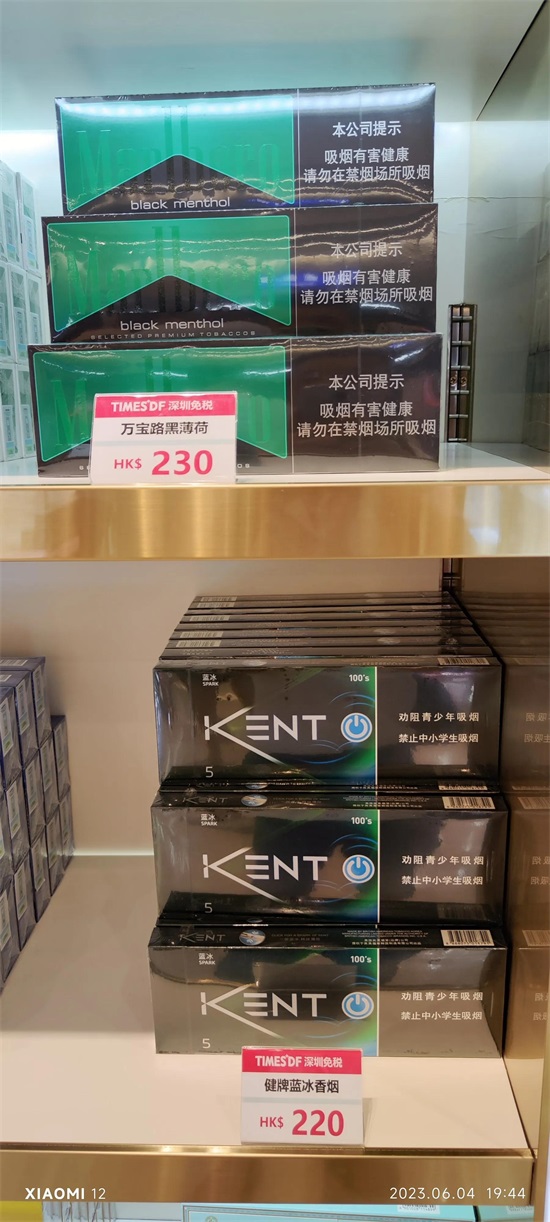 Marlboro
black menthol
本公司提示
吸烟有害健康
请勿在禁烟场所吸烟
Marlboro
black menthol
SELECTED PREMIUM TOBACCOS
本公司提示
吸烟有害健康
请勿在禁烟场所吸烟
本公司提示
吸烟有害健康
请勿在禁烟场所吸烟
TIMES DF 深圳免税
万宝路黑薄荷
HK$ 230
蓝冰
SPARK
100's
KENT
5
劝阻青少年吸烟
禁止中小学生吸烟
KENT
蓝冰
SPARK
100's
KENT
5
劝阻青少年吸烟
禁止中小学生吸烟
KENT
蓝冰
SPARK
100's
KENT
5
劝阻青少年吸烟
禁止中小学生吸烟
TIMES DF 深圳免税
健牌蓝冰香烟
HK$ 220
XIAOMI 12
2023.06.04 19:44